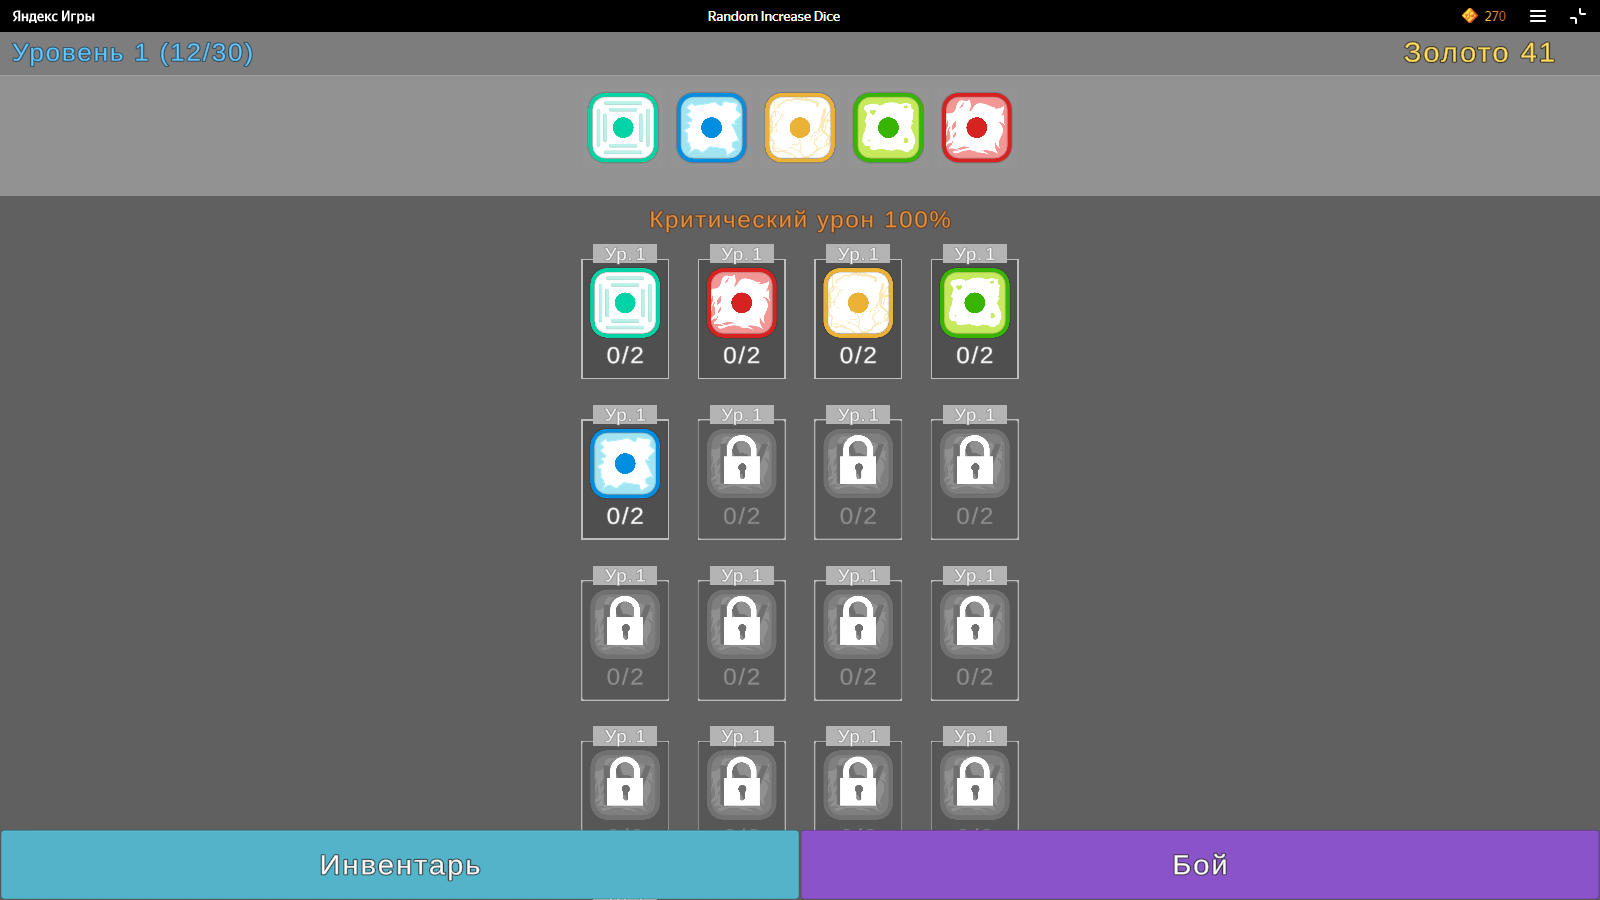 Яндекс Игры
Random Increase Dice
270
Уровень 1 (12/30)
Золото 41
Критический урон 100%
Ур.1 Ур.1 Ур.1 Ур.1
0/2 0/2 0/2 0/2
Ур.1 Ур.1 Ур.1 Ур.1
0/2 0/2 0/2 0/2
Ур.1 Ур.1 Ур.1 Ур.1
0/2 0/2 0/2 0/2
Ур.1 Ур.1 Ур.1 Ур.1
Инвентарь
Бой